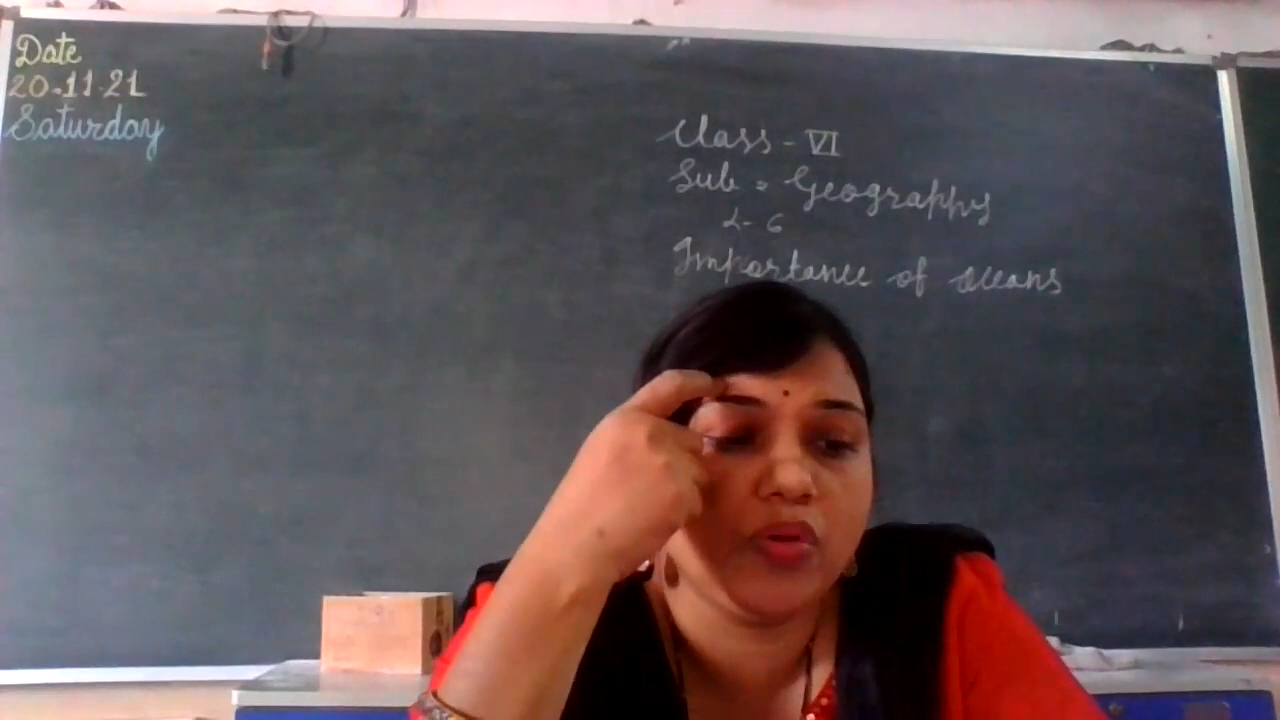 Date
20.11.21
Saturday
Class - VI
Sub = Geography
L- 6
Importance of Oceans